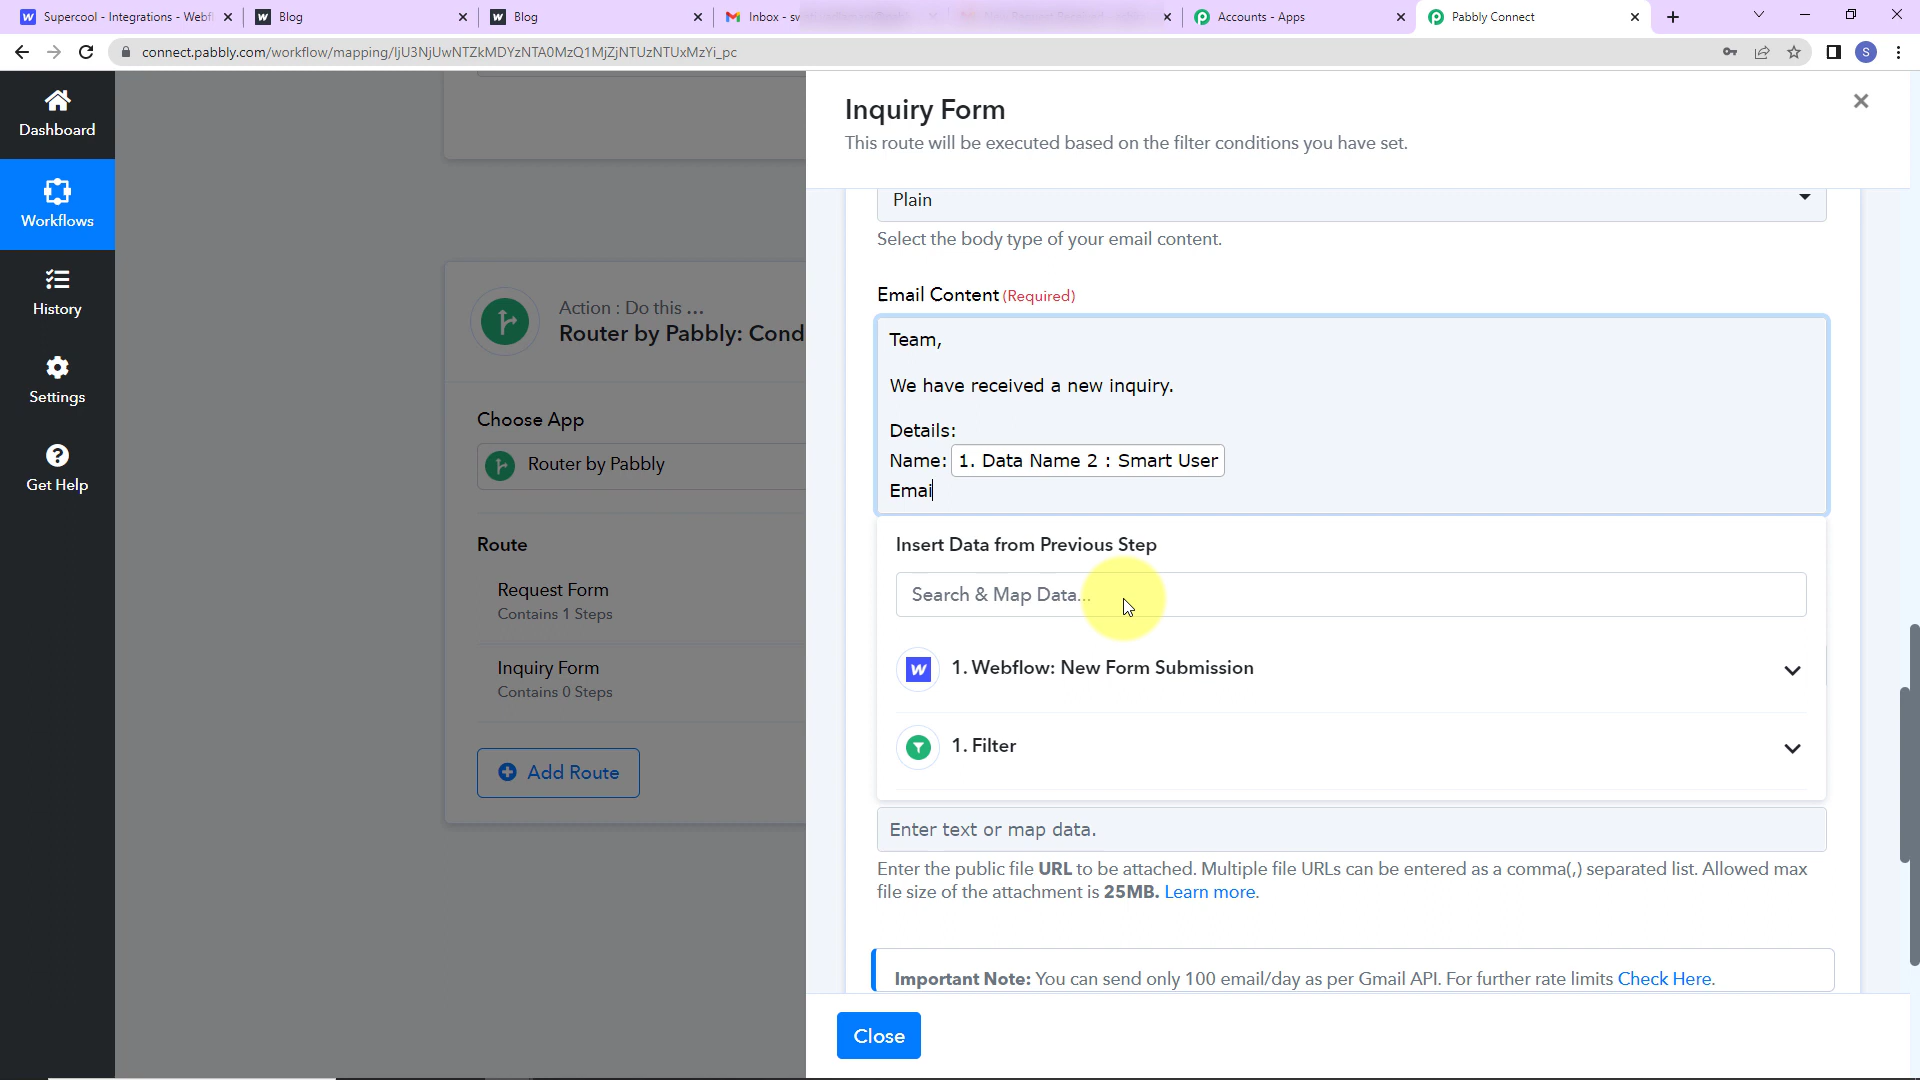 Supercool - Integrations - Webfl
Blog
Blog
Inbox - sw
Accounts - Apps
Pabbly Connect
connect.pabbly.com/workflow/mapping/IjU3NjUwNTZkMDYzNTA0MzQ1MjZjNTUzNTUxMzYi_pc
S
Dashboard
Workflows
History
Settings
Get Help
Action : Do this ...
Router by Pabbly: Cond
Choose App
Router by Pabbly
Route
Request Form
Contains 1 Steps
Inquiry Form
Contains 0 Steps
Add Route
Inquiry Form
This route will be executed based on the filter conditions you have set.
Plain
Select the body type of your email content.
Email Content (Required)
Team,
We have received a new inquiry.
Details:
Name: 1. Data Name 2 : Smart User
Emai
Insert Data from Previous Step
Search & Map Data...
1. Webflow: New Form Submission
1. Filter
Enter text or map data.
Enter the public file URL to be attached. Multiple file URLs can be entered as a comma(,) separated list. Allowed max
file size of the attachment is 25MB. Learn more.
Important Note: You can send only 100 email/day as per Gmail API. For further rate limits Check Here.
Close